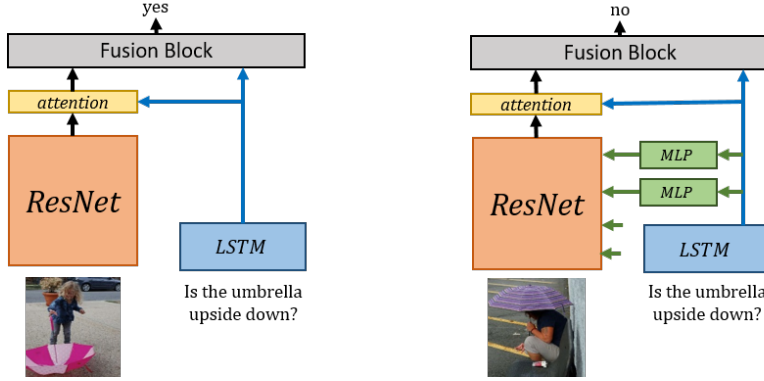 yes
Fusion Block
attention
ResNet
LSTM
Is the umbrella
upside down?
no
Fusion Block
attention
MLP
MLP
ResNet
LSTM
Is the umbrella
upside down?